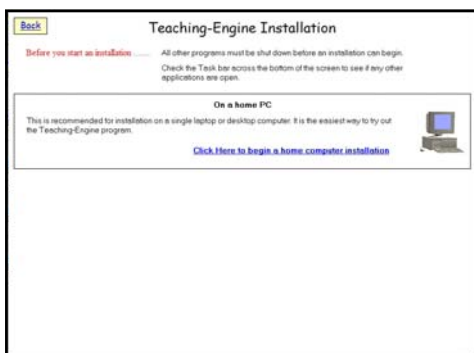 Back
Teaching-Engine Installation
Before you start an installation ...... All other programs must be shut down before an installation can begin.
Check the Task bar across the bottom of the screen to see if any other
applications are open.
On a home PC
This is recommended for installation on a single laptop or desktop computer. It is the easiest way to try out
the Teaching-Engine program.
Click Here to begin a home computer installation